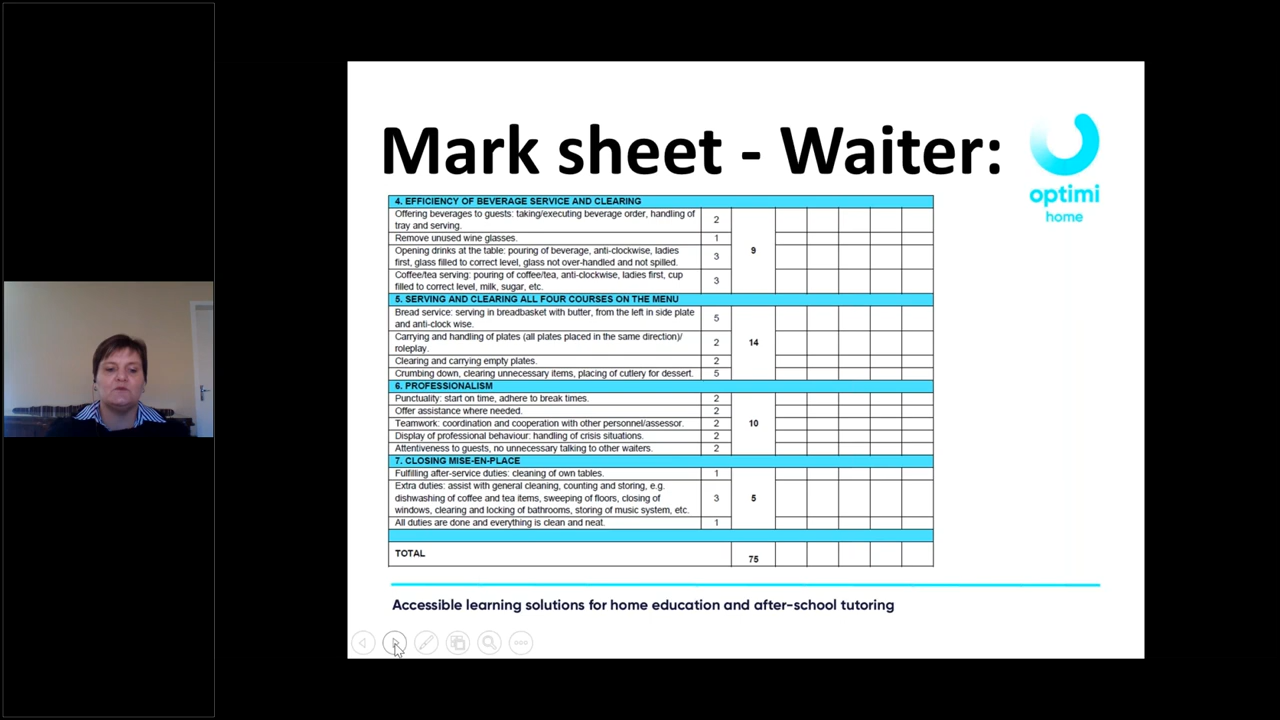 Mark sheet - Waiter:
optimi
home
4. EFFICIENCY OF BEVERAGE SERVICE AND CLEARING
Offering beverages to guests: taking/executing beverage order, handling of
tray and serving.
2
Remove unused wine glasses.
1
Opening drinks at the table: pouring of beverage, anti-clockwise, ladies
first, glass filled to correct level, glass not over-handled and not spilled.
3
Coffee/tea serving: pouring of coffee/tea, anti-clockwise, ladies first, cup
filled to correct level, milk, sugar, etc.
3
9
5. SERVING AND CLEARING ALL FOUR COURSES ON THE MENU
Bread service: serving in breadbasket with butter, from the left in side plate
and anti-clock wise.
5
Carrying and handling of plates (all plates placed in the same direction)/
roleplay.
2
Clearing and carrying empty plates.
2
Crumbing down, clearing unnecessary items, placing of cutlery for dessert.
5
14
6. PROFESSIONALISM
Punctuality: start on time, adhere to break times.
2
Offer assistance where needed.
2
Teamwork: coordination and cooperation with other personnel/assessor.
2
Display of professional behaviour: handling of crisis situations.
2
Attentiveness to guests, no unnecessary talking to other waiters.
2
10
7. CLOSING MISE-EN-PLACE
Fulfilling after-service duties: cleaning of own tables.
1
Extra duties: assist with general cleaning, counting and storing, e.g.
dishwashing of coffee and tea items, sweeping of floors, closing of
windows, clearing and locking of bathrooms, storing of music system, etc.
3
All duties are done and everything is clean and neat.
1
5
TOTAL
75
Accessible learning solutions for home education and after-school tutoring